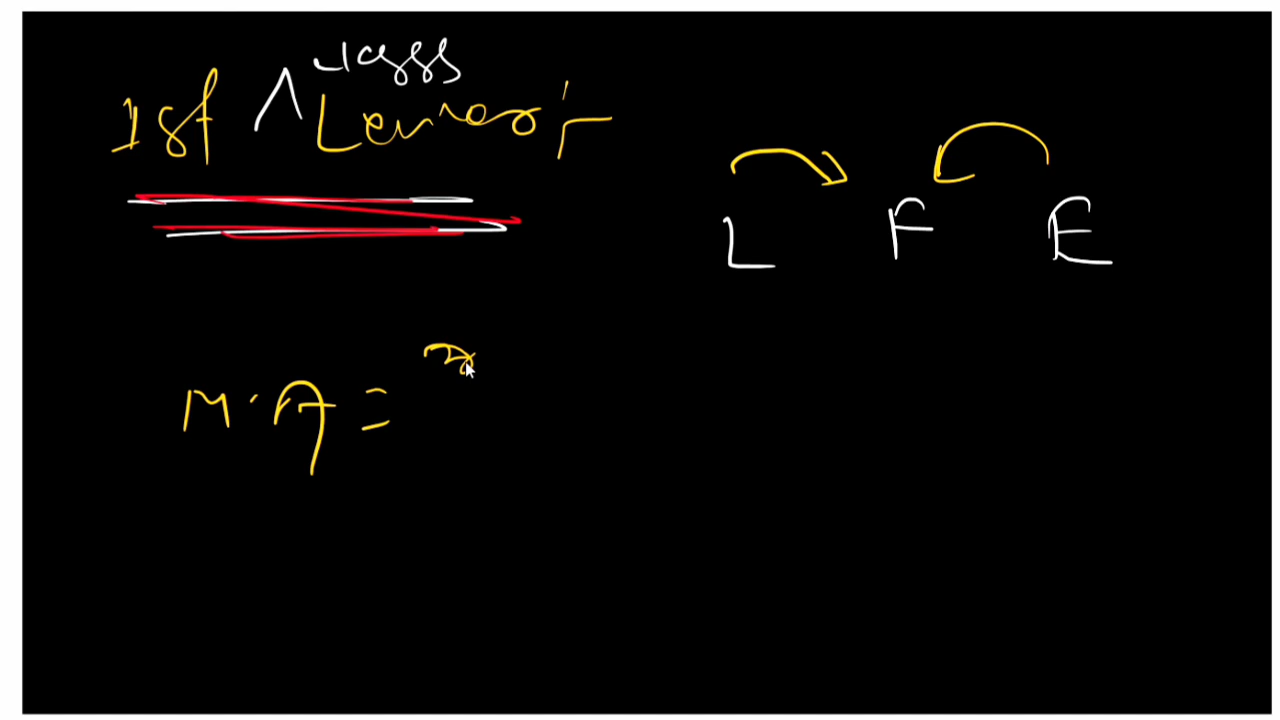 class
1st ^ Lever :-
L F E
M.A =